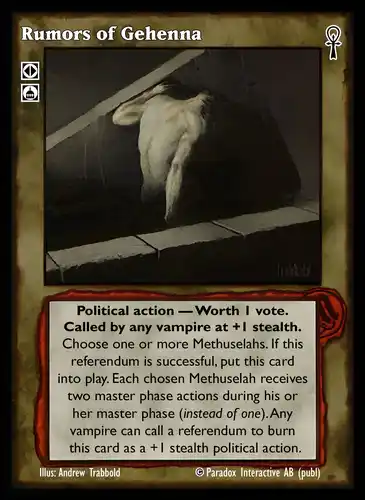 Rumors of Gehenna
Political action — Worth 1 vote.
Called by any vampire at +1 stealth.
Choose one or more Methuselahs. If this
referendum is successful, put this card
into play. Each chosen Methuselah receives
two master phase actions during his or
her master phase (instead of one). Any
vampire can call a referendum to burn
this card as a +1 stealth political action.
Illus: Andrew Trabbold © Paradox Interactive AB (publ)